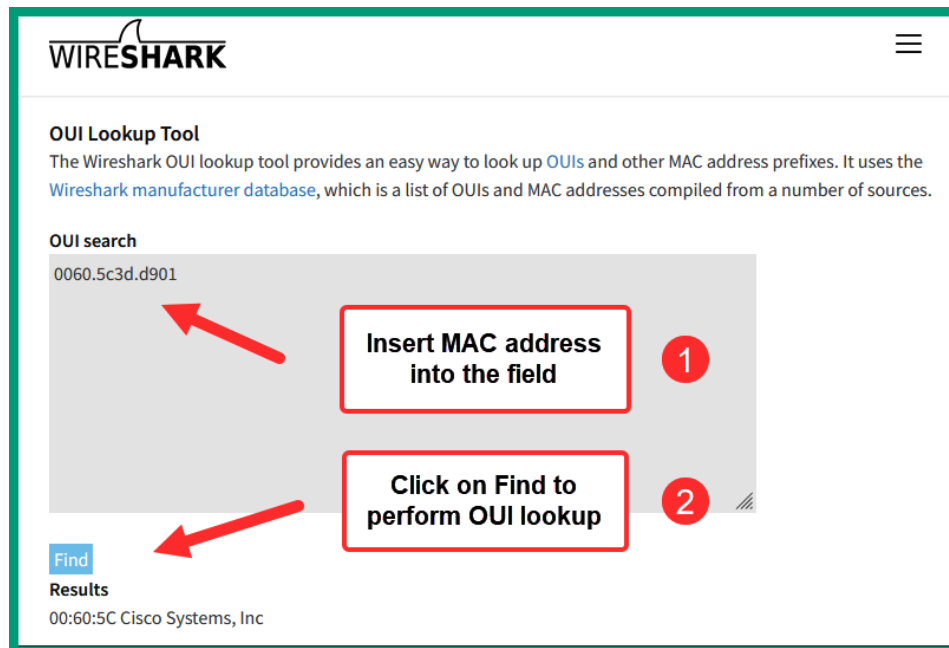 WIRESHARK
OUI Lookup Tool
The Wireshark OUI lookup tool provides an easy way to look up OUIs and other MAC address prefixes. It uses the
Wireshark manufacturer database, which is a list of OUIs and MAC addresses compiled from a number of sources.
OUI search
0060.5c3d.d901
Insert MAC address
into the field
1
Click on Find to
perform OUI lookup
2
Find
Results
00:60:5C Cisco Systems, Inc